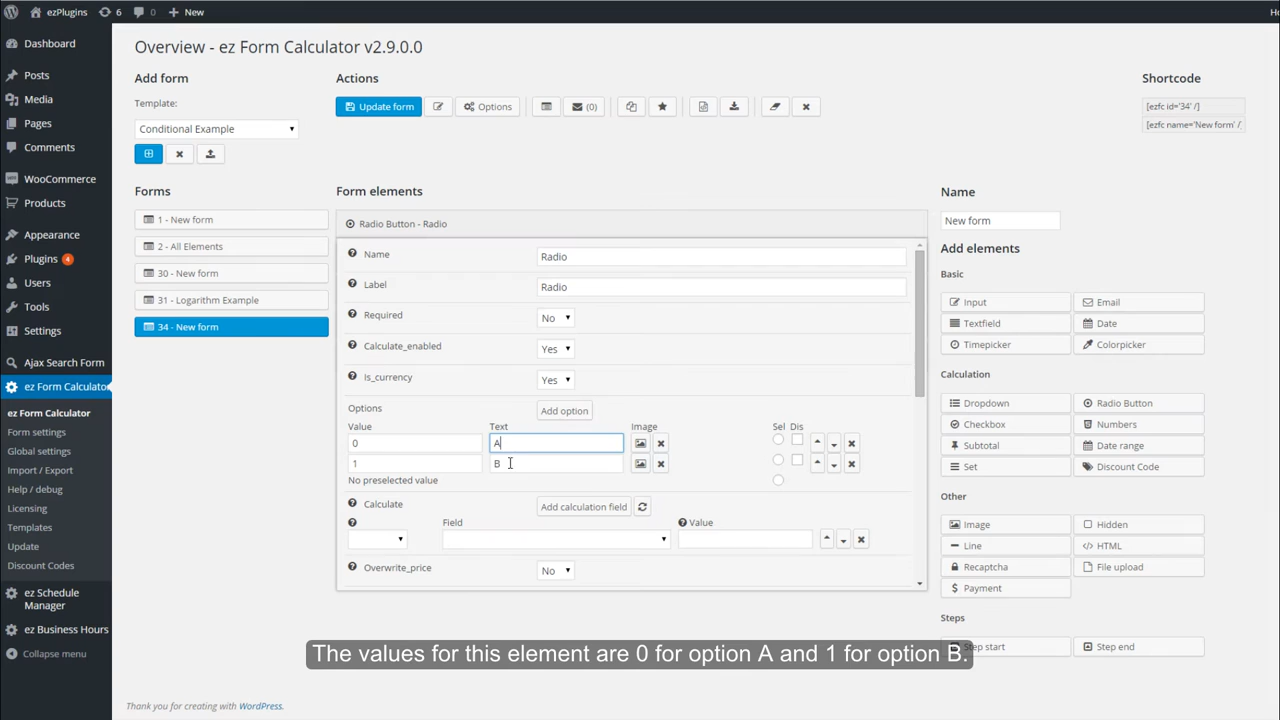 ezPlugins 6 0 New Ho
Dashboard
Posts
Media
Pages
Comments
WooCommerce
Products
Appearance
Plugins 4
Users
Tools
Settings
Ajax Search Form
ez Form Calculator
ez Form Calculator
Form settings
Global settings
Import / Export
Help / debug
Licensing
Templates
Update
Discount Codes
ez Schedule
Manager
ez Business Hours
Collapse menu
Overview - ez Form Calculator v2.9.0.0
Add form
Template:
Conditional Example
Forms
1 - New form
2 - All Elements
30 - New form
31 - Logarithm Example
34 - New form
Actions
Update form Options (0)
Form elements
Radio Button - Radio
Name Radio
Label Radio
Required No
Calculate_enabled Yes
Is_currency Yes
Options Add option
Value Text Image Sel Dis
0 A
1 B
No preselected value
Calculate Add calculation field
Field Value
Overwrite_price No
Shortcode
[ezfc id='34' /]
[ezfc name='New form' /
Name
New form
Add elements
Basic
Input Email
Textfield Date
Timepicker Colorpicker
Calculation
Dropdown Radio Button
Checkbox Numbers
Subtotal Date range
Set Discount Code
Other
Image Hidden
Line HTML
Recaptcha File upload
Payment
Steps
Step start Step end
The values for this element are 0 for option A and 1 for option B.
Thank you for creating with WordPress.